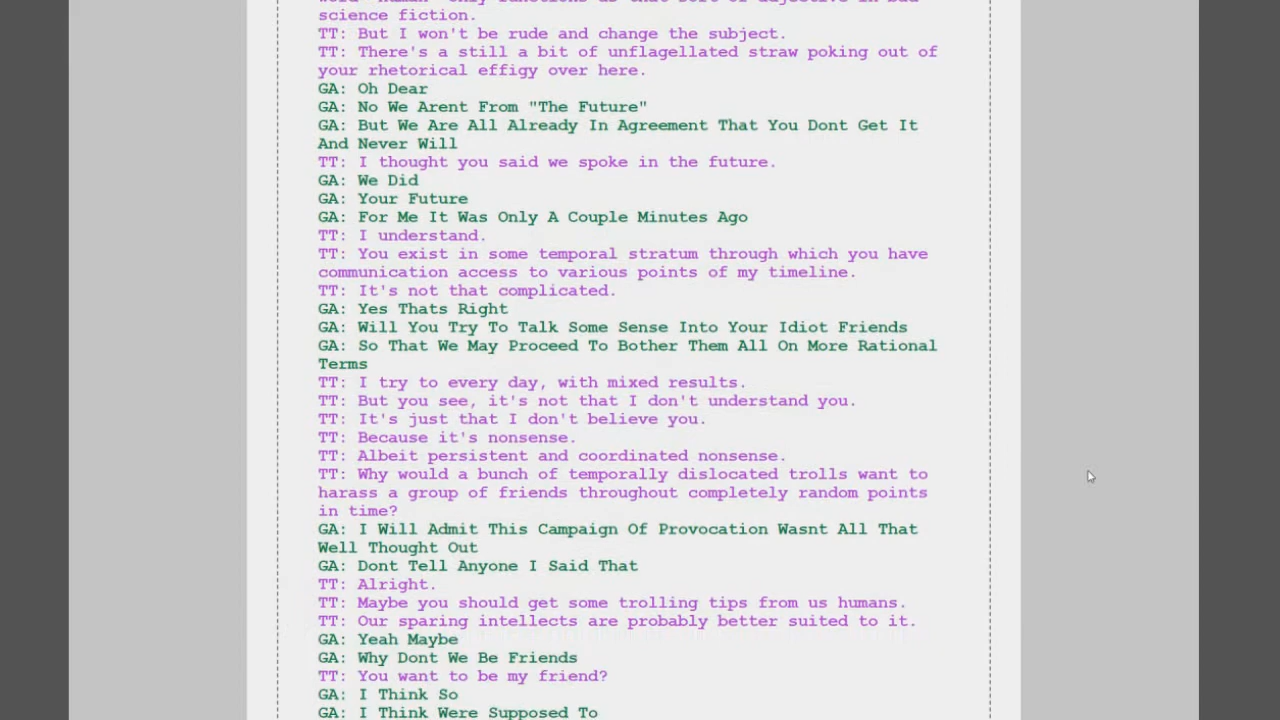 science fiction.
TT: But I won't be rude and change the subject.
TT: There's a still a bit of unflagellated straw poking out of
your rhetorical effigy over here.
GA: Oh Dear
GA: No We Arent From "The Future"
GA: But We Are All Already In Agreement That You Dont Get It
And Never Will
TT: I thought you said we spoke in the future.
GA: We Did
GA: Your Future
GA: For Me It Was Only A Couple Minutes Ago
TT: I understand.
TT: You exist in some temporal stratum through which you have
communication access to various points of my timeline.
TT: It's not that complicated.
GA: Yes Thats Right
GA: Will You Try To Talk Some Sense Into Your Idiot Friends
GA: So That We May Proceed To Bother Them All On More Rational
Terms
TT: I try to every day, with mixed results.
TT: But you see, it's not that I don't understand you.
TT: It's just that I don't believe you.
TT: Because it's nonsense.
TT: Albeit persistent and coordinated nonsense.
TT: Why would a bunch of temporally dislocated trolls want to
harass a group of friends throughout completely random points
in time?
GA: I Will Admit This Campaign Of Provocation Wasnt All That
Well Thought Out
GA: Dont Tell Anyone I Said That
TT: Alright.
TT: Maybe you should get some trolling tips from us humans.
TT: Our sparing intellects are probably better suited to it.
GA: Yeah Maybe
GA: Why Dont We Be Friends
TT: You want to be my friend?
GA: I Think So
GA: I Think Were Supposed To